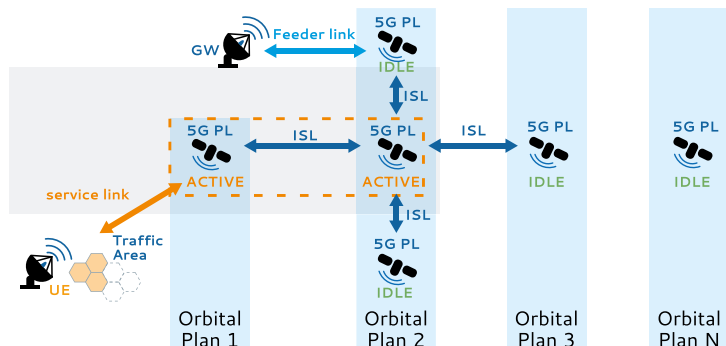 5G PL
Feeder link
GW
IDLE
ISL
5G PL
ISL
5G PL
ISL
5G PL
5G PL
ACTIVE
ACTIVE
IDLE
IDLE
service link
ISL
Traffic
Area
5G PL
UE
IDLE
Orbital
Plan 1
Orbital
Plan 2
Orbital
Plan 3
Orbital
Plan N